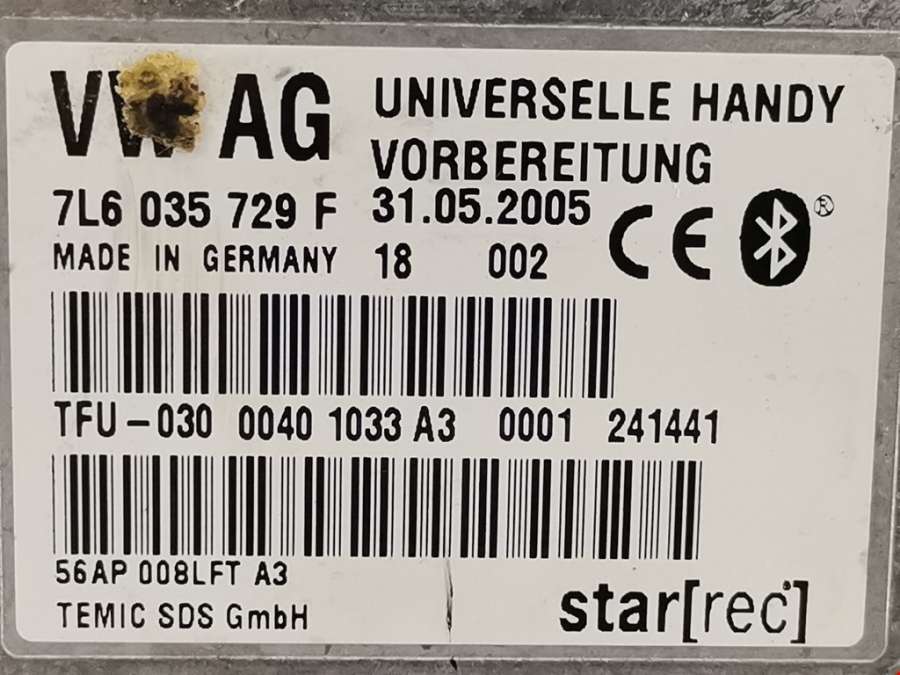 VW AG
UNIVERSELLE HANDY
VORBEREITUNG
7L6 035 729 F
31.05.2005
CE
®
MADE IN GERMANY
18 002
TFU-030 0040 1033 A3 0001 241441
56AP 008LFT A3
TEMIC SDS GmbH
star[rec]